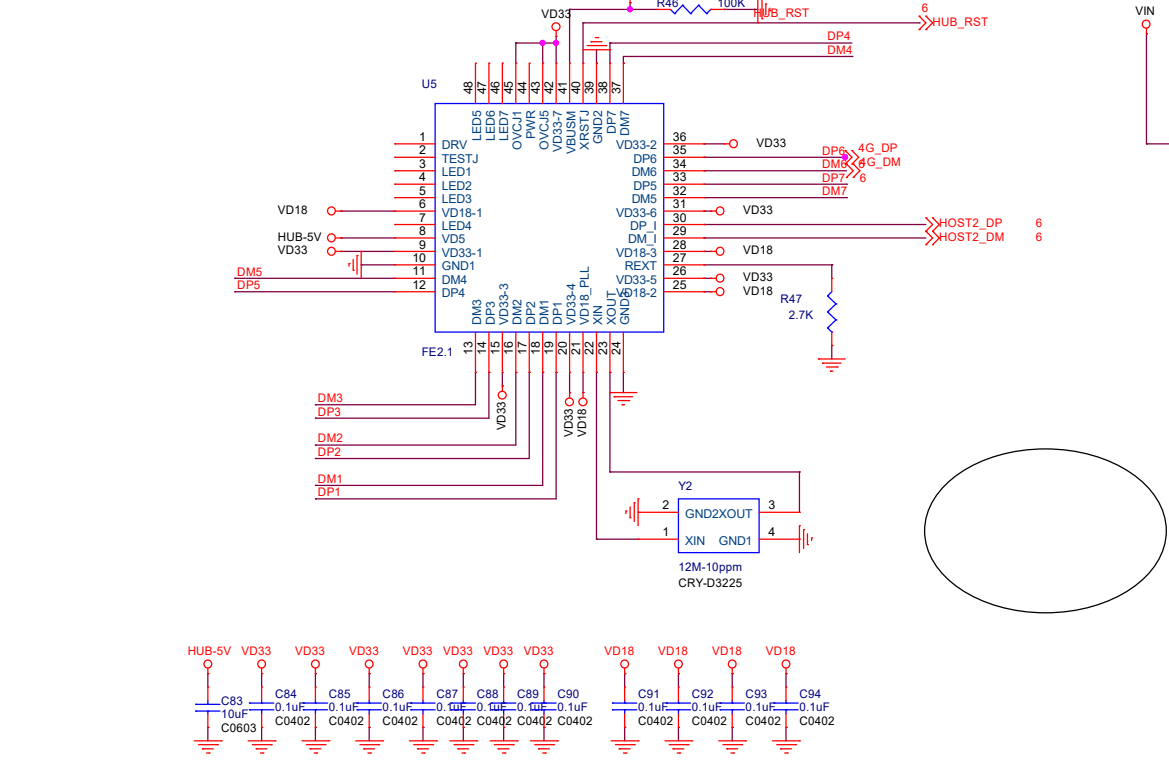 R46 100K
HUB_RST
6
HUB_RST
VIN
VD33
DP4
DM4
U5
48 47 46 45 44 43 42 41 40 39 38 37
LED5 LED6 LED7 OVCJ1 PWR OVCJ5 VD33-7 VBUSM XRSTJ GND2 DP7 DM7
1 DRV
2 TESTJ
3 LED1
4 LED2
5 LED3
VD18 6 VD18-1
7 LED4
HUB-5V 8 VD5
VD33 9 VD33-1
10 GND1
DM5 11 DM4
DP5 12 DP4
VD33-2 36 VD33
DP6 35 DP6 4G_DP
DM6 34 DM6 6 4G_DM
DP5 33 DP7 6
DM5 32 DM7
VD33-6 31 VD33
DP_I 30 HOST2_DP 6
DM_I 29 HOST2_DM 6
VD18-3 28 VD18
REXT 27
VD33-5 26 VD33
VD18-2 25 VD18
R47
2.7K
DM3 DP3 VD33-3 DM2 DP2 DM1 DP1 VD33-4 VD18_PLL XIN XOUT
13 14 15 16 17 18 19 20 21 22 23 24
FE2.1
VD33 VD33 VD18
DM3
DP3
DM2
DP2
DM1
DP1
Y2
2 GND2 XOUT 3
1 XIN GND1 4
12M-10ppm
CRY-D3225
HUB-5V VD33 VD33 VD33 VD33 VD33 VD33 VD33 VD18 VD18 VD18 VD18
C83 C84 C85 C86 C87 C88 C89 C90 C91 C92 C93 C94
10uF 0.1uF 0.1uF 0.1uF 0.1uF 0.1uF 0.1uF 0.1uF 0.1uF 0.1uF 0.1uF 0.1uF
C0603 C0402 C0402 C0402 C0402 C0402 C0402 C0402 C0402 C0402 C0402 C0402